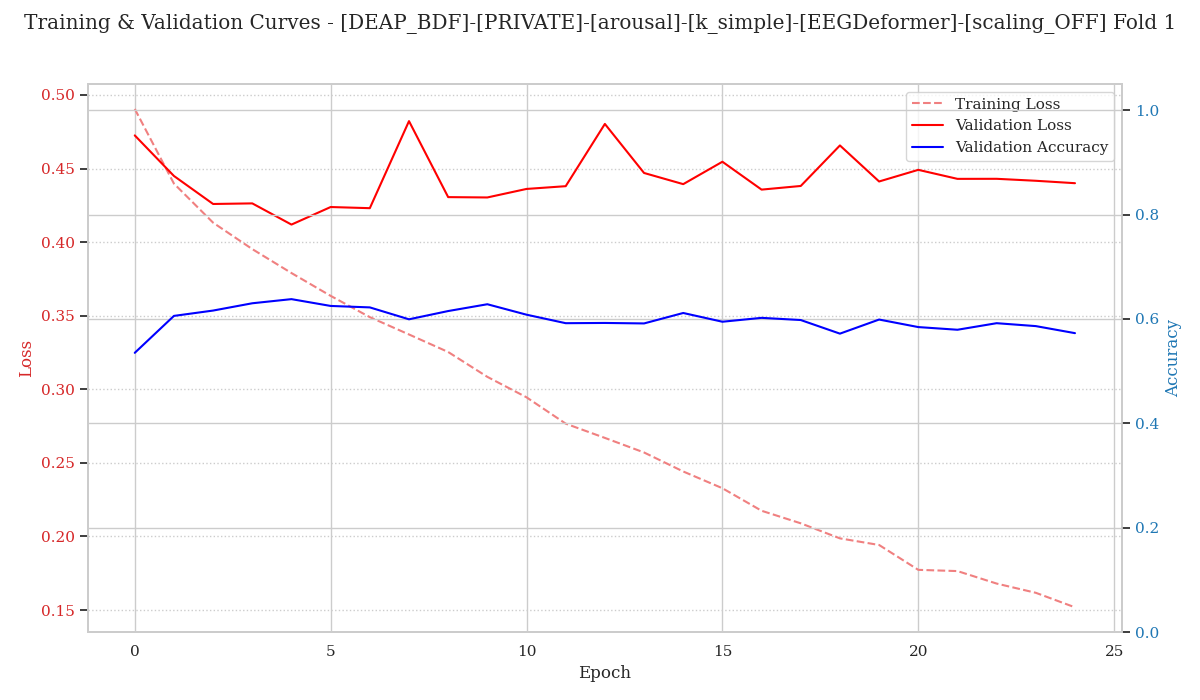 Training & Validation Curves - [DEAP_BDF]-[PRIVATE]-[arousal]-[k_simple]-[EEGDeformer]-[scaling_OFF] Fold 1
Training Loss
Validation Loss
Validation Accuracy
0.50
0.45
0.40
0.35
0.30
0.25
0.20
0.15
Loss
1.0
0.8
0.6
0.4
0.2
0.0
Accuracy
0 5 10 15 20 25
Epoch